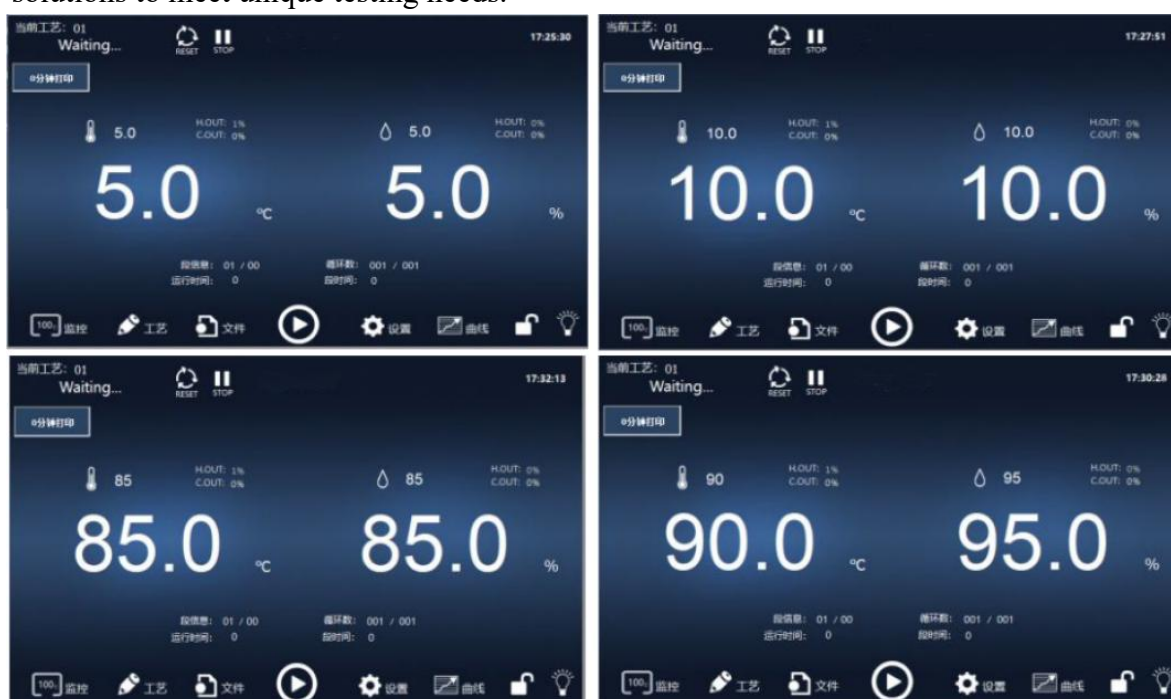 solutions to meet unique testing needs.
当前工艺: 01
Waiting...
RESET STOP
17:25:30
0分钟打印
5.0
H.OUT: 1%
C.OUT: 0%
5.0
H.OUT: 0%
C.OUT: 0%
5.0 ℃
5.0 %
段信息: 01 / 00 循环数: 001 / 001
运行时间: 0 段时间: 0
100. 监控 工艺 文件 设置 曲线
当前工艺: 01
Waiting...
RESET STOP
17:27:51
0分钟打印
10.0
H.OUT: 1%
C.OUT: 0%
10.0
H.OUT: 0%
C.OUT: 0%
10.0 ℃
10.0 %
段信息: 01 / 00 循环数: 001 / 001
运行时间: 0 段时间: 0
100. 监控 工艺 文件 设置 曲线
当前工艺: 01
Waiting...
RESET STOP
17:32:13
0分钟打印
85
H.OUT: 1%
C.OUT: 0%
85
H.OUT: 0%
C.OUT: 0%
85.0 ℃
85.0 %
段信息: 01 / 00 循环数: 001 / 001
运行时间: 0 段时间: 0
100. 监控 工艺 文件 设置 曲线
当前工艺: 01
Waiting...
RESET STOP
17:30:28
0分钟打印
90
H.OUT: 1%
C.OUT: 0%
95
H.OUT: 0%
C.OUT: 0%
90.0 ℃
95.0 %
段信息: 01 / 00 循环数: 001 / 001
运行时间: 0 段时间: 0
100. 监控 工艺 文件 设置 曲线